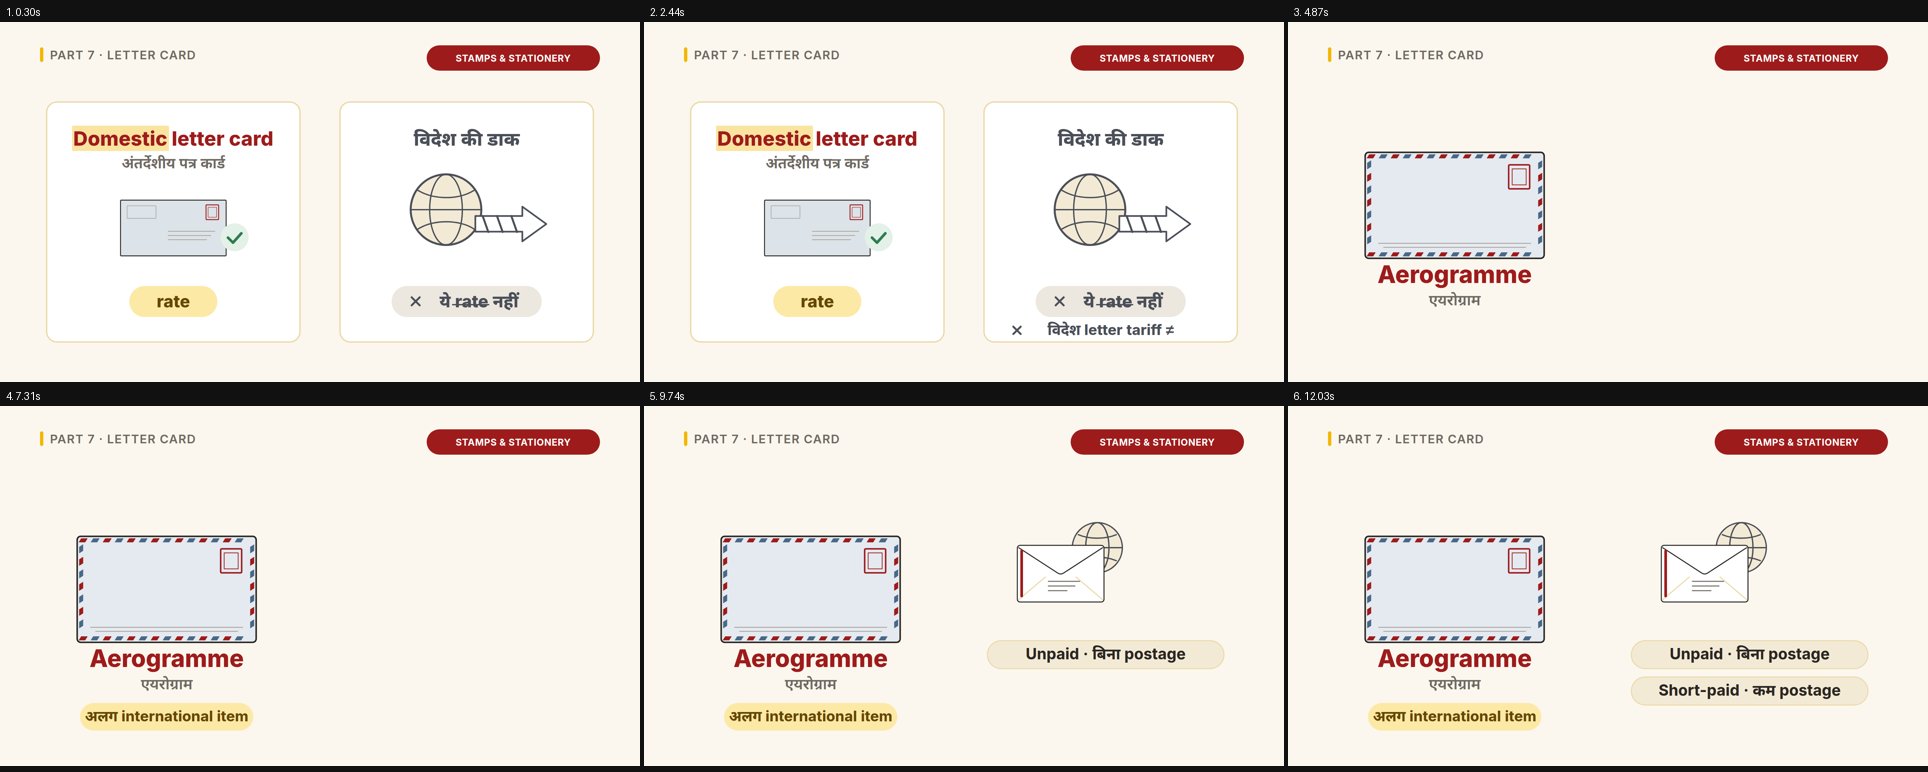 1. 0.30s
PART 7 · LETTER CARD
STAMPS & STATIONERY
Domestic letter card
अंतर्देशीय पत्र कार्ड
rate
विदेश की डाक
× ये rate नहीं
2. 2.44s
PART 7 · LETTER CARD
STAMPS & STATIONERY
Domestic letter card
अंतर्देशीय पत्र कार्ड
rate
विदेश की डाक
× ये rate नहीं
× विदेश letter tariff ≠
3. 4.87s
PART 7 · LETTER CARD
STAMPS & STATIONERY
Aerogramme
एयरोग्राम
4. 7.31s
PART 7 · LETTER CARD
STAMPS & STATIONERY
Aerogramme
एयरोग्राम
अलग international item
5. 9.74s
PART 7 · LETTER CARD
STAMPS & STATIONERY
Aerogramme
एयरोग्राम
अलग international item
Unpaid · बिना postage
6. 12.03s
PART 7 · LETTER CARD
STAMPS & STATIONERY
Aerogramme
एयरोग्राम
अलग international item
Unpaid · बिना postage
Short-paid · कम postage